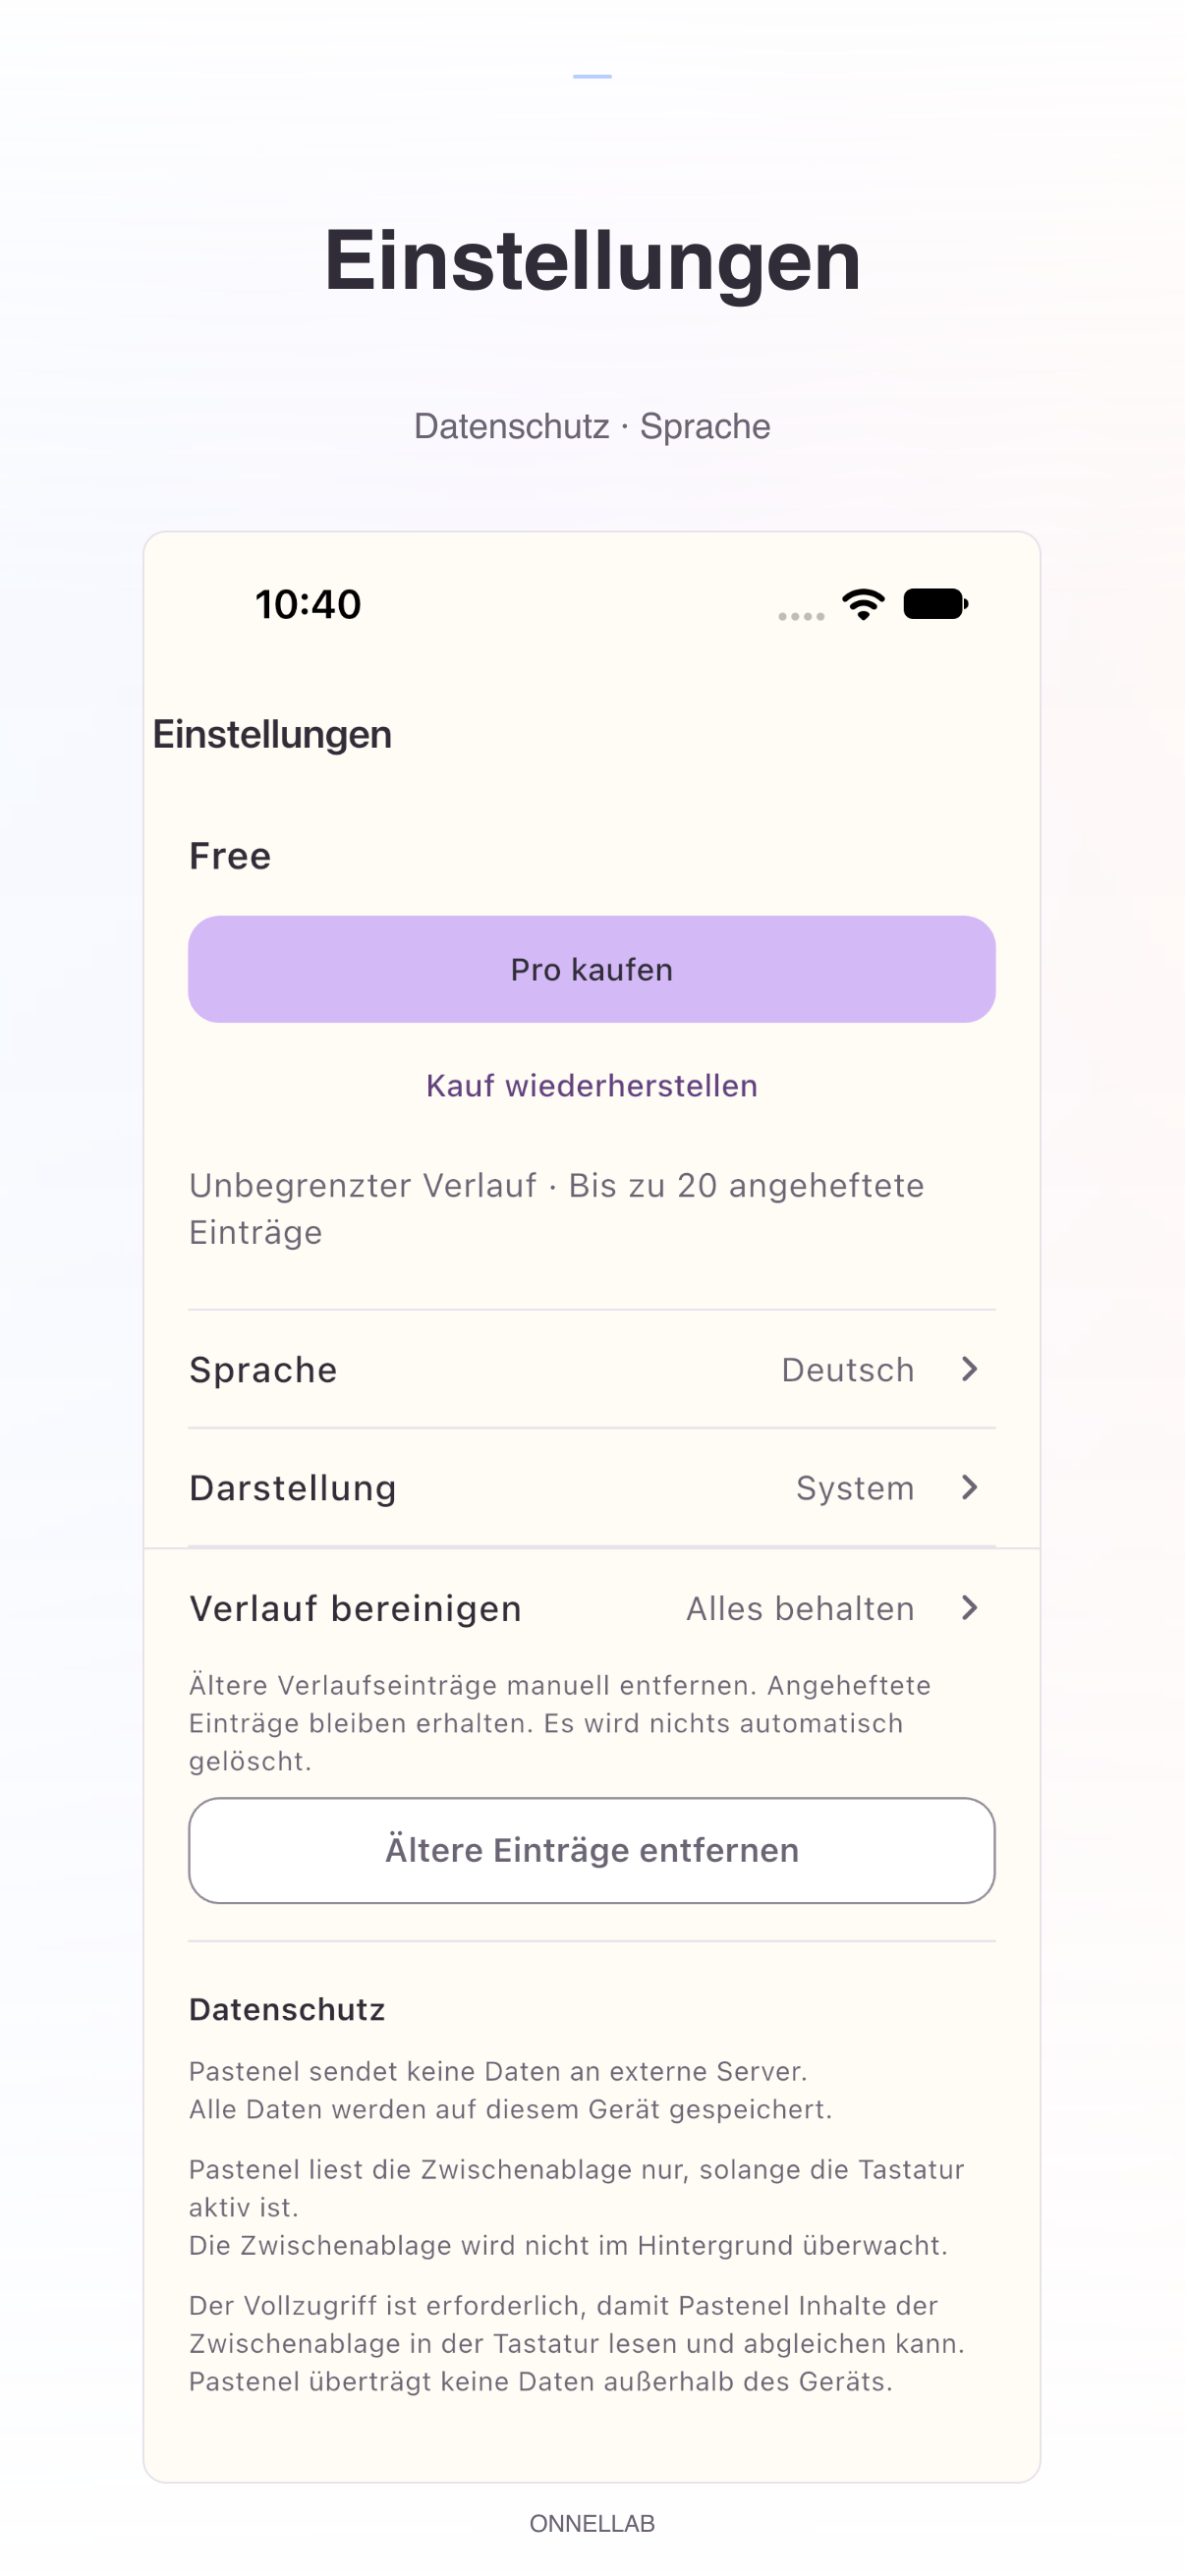 Einstellungen
Datenschutz · Sprache
10:40
Einstellungen
Free
Pro kaufen
Kauf wiederherstellen
Unbegrenzter Verlauf · Bis zu 20 angeheftete
Einträge
Sprache Deutsch
Darstellung System
Verlauf bereinigen Alles behalten
Ältere Verlaufseinträge manuell entfernen. Angeheftete
Einträge bleiben erhalten. Es wird nichts automatisch
gelöscht.
Ältere Einträge entfernen
Datenschutz
Pastenel sendet keine Daten an externe Server.
Alle Daten werden auf diesem Gerät gespeichert.
Pastenel liest die Zwischenablage nur, solange die Tastatur
aktiv ist.
Die Zwischenablage wird nicht im Hintergrund überwacht.
Der Vollzugriff ist erforderlich, damit Pastenel Inhalte der
Zwischenablage in der Tastatur lesen und abgleichen kann.
Pastenel überträgt keine Daten außerhalb des Geräts.
ONNELLAB